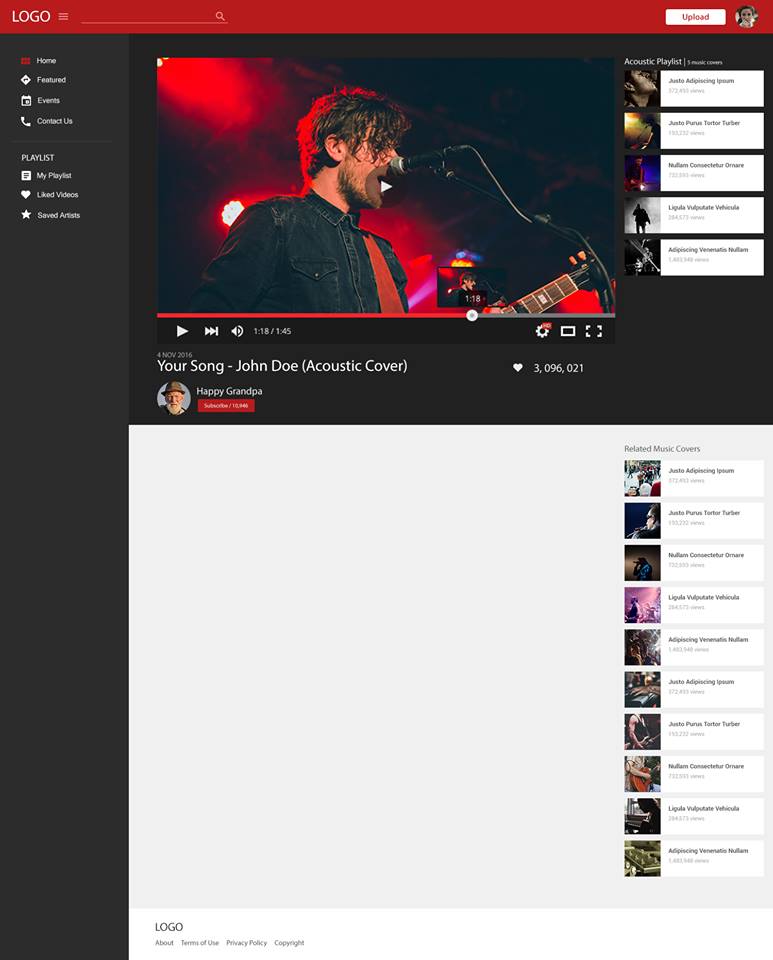 LOGO
Upload
Home
Featured
Events
Contact Us
PLAYLIST
My Playlist
Liked Videos
Saved Artists
1:18
1:18 / 1:45
HD
4 NOV 2016
Your Song - John Doe (Acoustic Cover)
3, 096, 021
Happy Grandpa
Subscribe / 10,946
Acoustic Playlist | 5 music covers
Justo Adipiscing Ipsum
372,493 views
Justo Purus Tortor Turber
193,232 views
Nullam Consectetur Ornare
732,593 views
Ligula Vulputate Vehicula
284,573 views
Adipiscing Venenatis Nullam
1,483,948 views
Related Music Covers
Justo Adipiscing Ipsum
372,493 views
Justo Purus Tortor Turber
193,232 views
Nullam Consectetur Ornare
732,593 views
Ligula Vulputate Vehicula
284,573 views
Adipiscing Venenatis Nullam
1,483,948 views
Justo Adipiscing Ipsum
372,493 views
Justo Purus Tortor Turber
193,232 views
Nullam Consectetur Ornare
732,593 views
Ligula Vulputate Vehicula
284,573 views
Adipiscing Venenatis Nullam
1,483,948 views
LOGO
About Terms of Use Privacy Policy Copyright